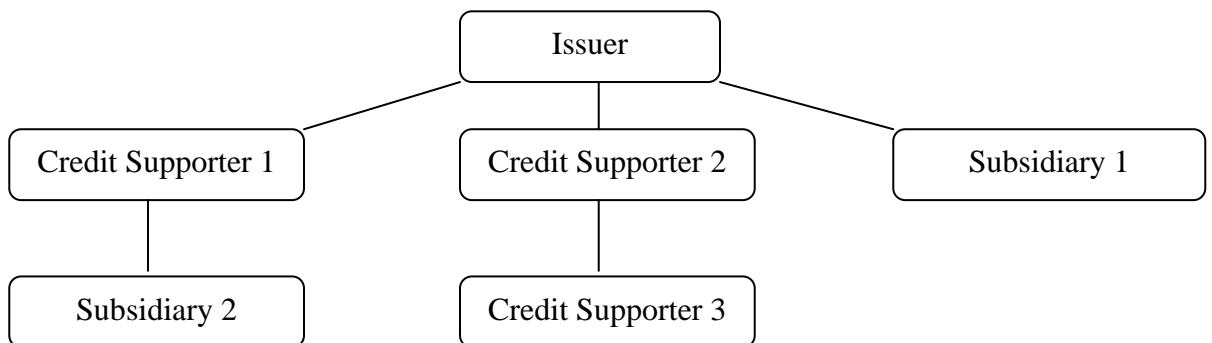 Issuer
Credit Supporter 1
Credit Supporter 2
Subsidiary 1
Subsidiary 2
Credit Supporter 3